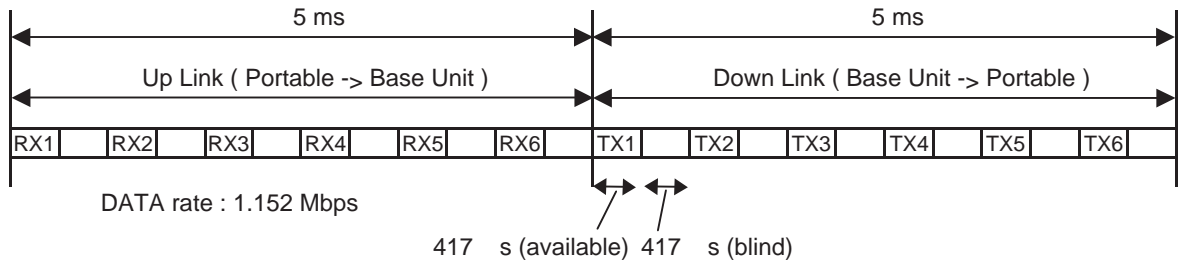 5 ms 5 ms
Up Link ( Portable -> Base Unit ) Down Link ( Base Unit -> Portable )
RX1 RX2 RX3 RX4 RX5 RX6 TX1 TX2 TX3 TX4 TX5 TX6
DATA rate : 1.152 Mbps
417 s (available) 417 s (blind)